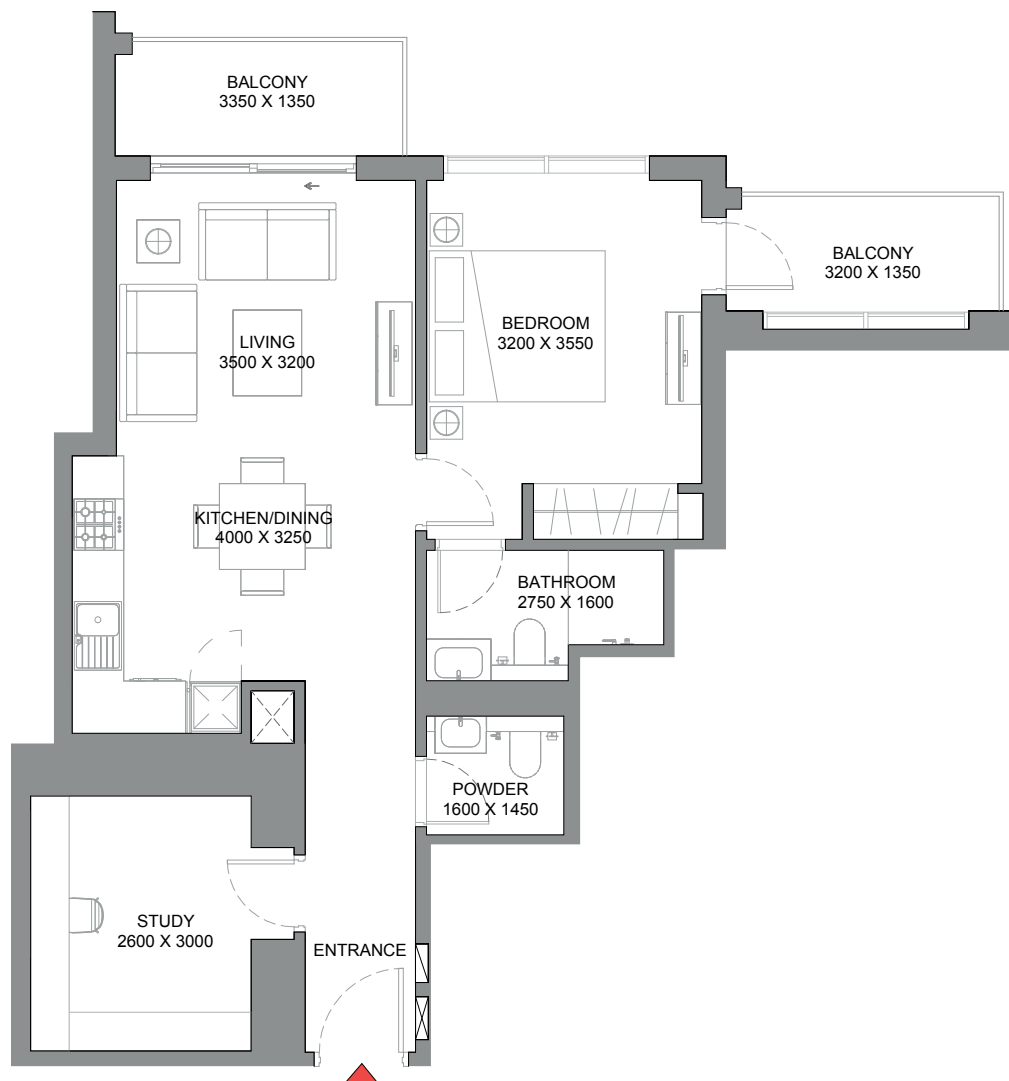 BALCONY
3350 X 1350
BALCONY
3200 X 1350
BEDROOM
3200 X 3550
LIVING
3500 X 3200
KITCHEN/DINING
4000 X 3250
BATHROOM
2750 X 1600
POWDER
1600 X 1450
STUDY
2600 X 3000
ENTRANCE